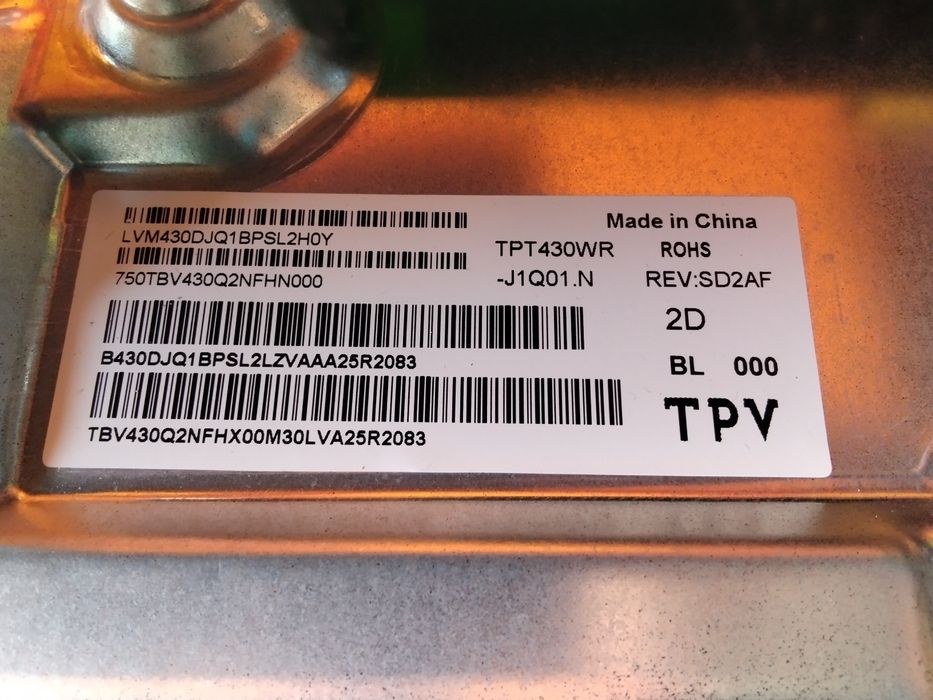 Made in China
LVM430DJQ1BPSL2H0Y
TPT430WR
ROHS
750TBV430Q2NFHN000
-J1Q01.N
REV:SD2AF
2D
B430DJQ1BPSL2LZVAAA25R2083
BL 000
TBV430Q2NFHX00M30LVA25R2083
TPV